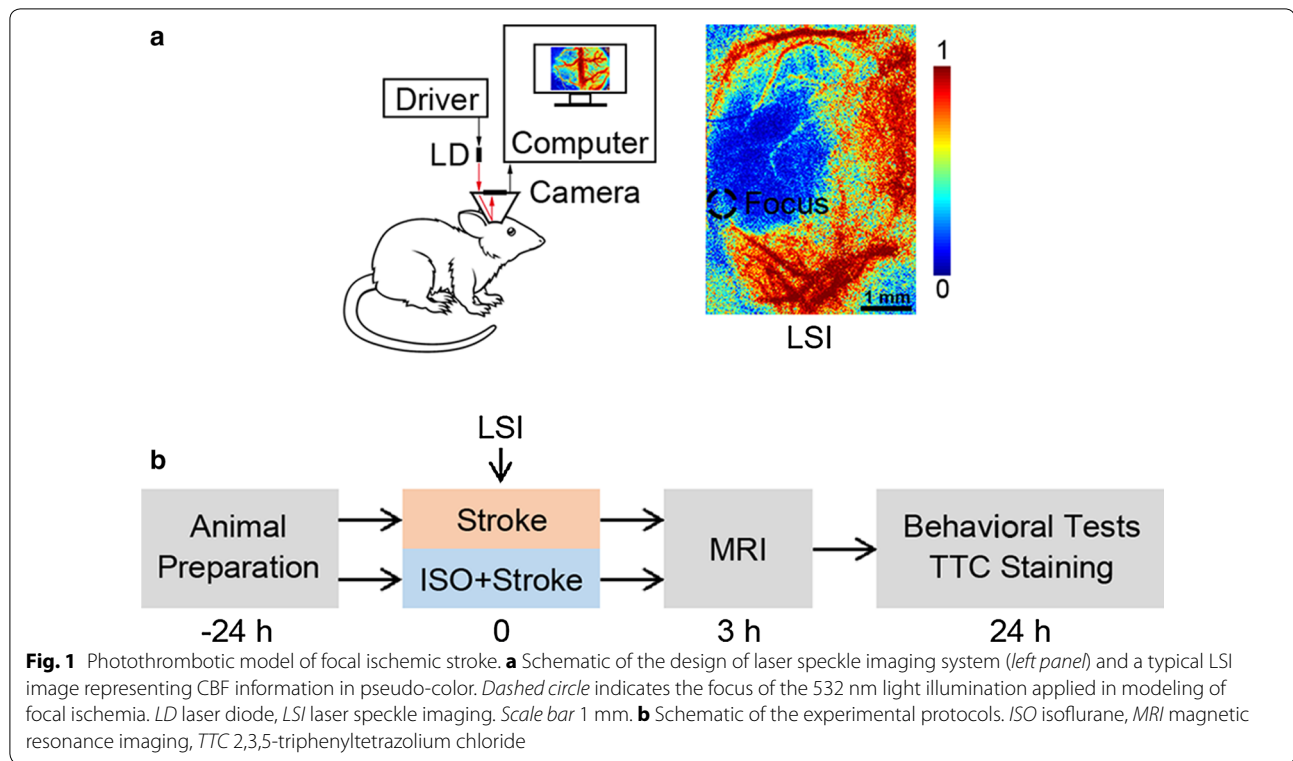 a
Driver
LD
Computer
Camera
Focus
1 mm
LSI
1
0
b
LSI
Animal
Preparation
Stroke
ISO+Stroke
MRI
Behavioral Tests
TTC Staining
-24 h
0
3 h
24 h
Fig. 1 Photothrombotic model of focal ischemic stroke. a Schematic of the design of laser speckle imaging system (left panel) and a typical LSI
image representing CBF information in pseudo-color. Dashed circle indicates the focus of the 532 nm light illumination applied in modeling of
focal ischemia. LD laser diode, LSI laser speckle imaging. Scale bar 1 mm. b Schematic of the experimental protocols. ISO isoflurane, MRI magnetic
resonance imaging, TTC 2,3,5-triphenyltetrazolium chloride